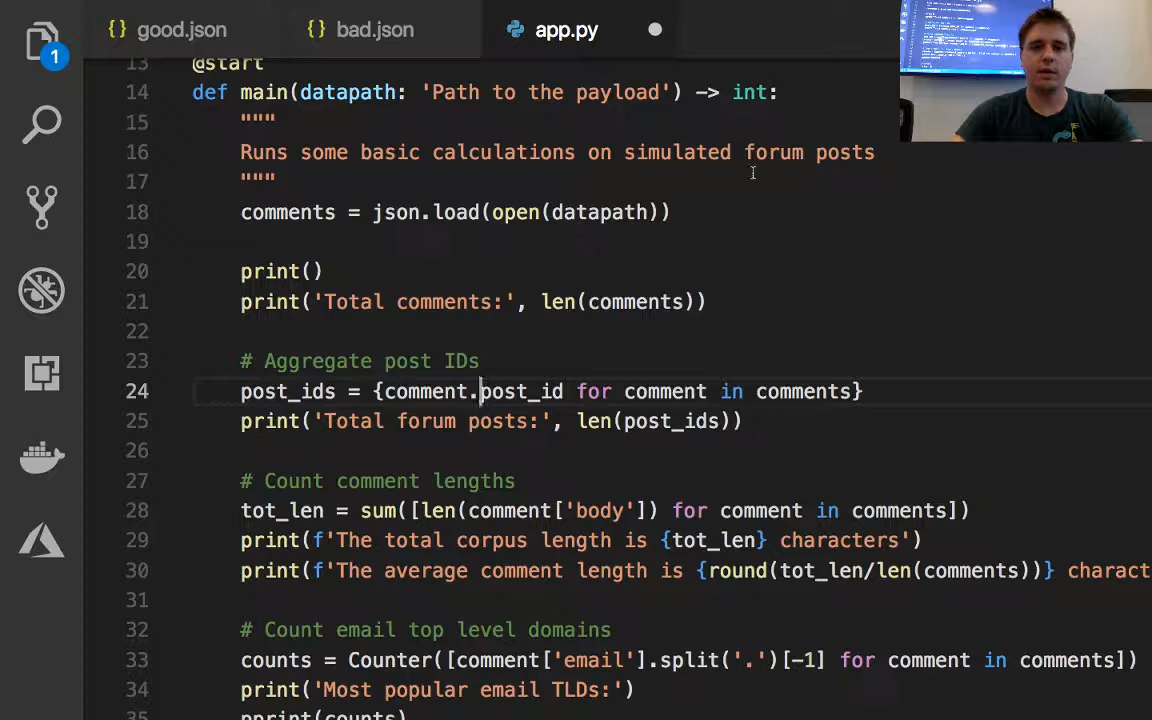 good.json bad.json app.py
1
13 @start
14 def main(datapath: 'Path to the payload') -> int:
15 """
16 Runs some basic calculations on simulated forum posts
17 """
18 comments = json.load(open(datapath))
19
20 print()
21 print('Total comments:', len(comments))
22
23 # Aggregate post IDs
24 post_ids = {comment.post_id for comment in comments}
25 print('Total forum posts:', len(post_ids))
26
27 # Count comment lengths
28 tot_len = sum([len(comment['body']) for comment in comments])
29 print(f'The total corpus length is {tot_len} characters')
30 print(f'The average comment length is {round(tot_len/len(comments))} charact
31
32 # Count email top level domains
33 counts = Counter([comment['email'].split('.')[-1] for comment in comments])
34 print('Most popular email TLDs:')
35 pprint(counts)